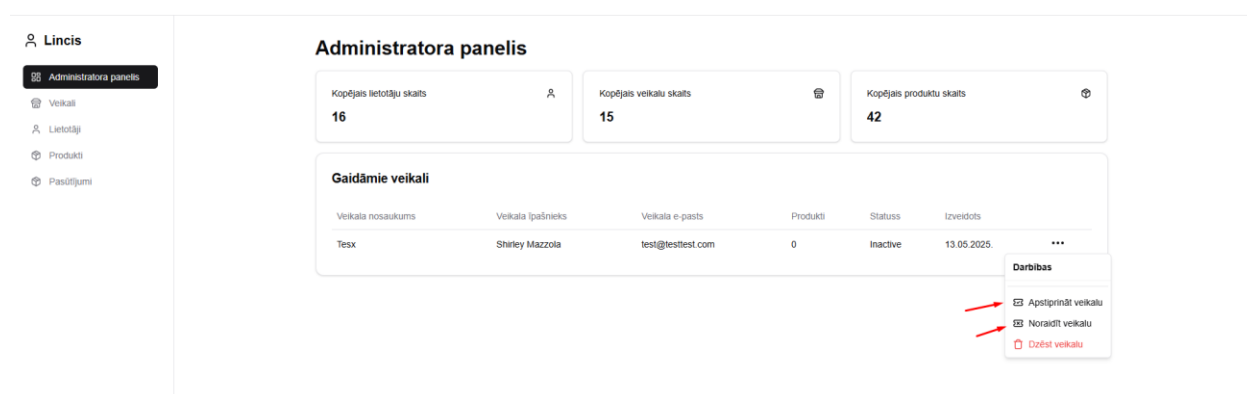 Lincis
Administratora panelis
Veikali
Lietotāji
Produkti
Pasūtījumi
Administratora panelis
Kopējais lietotāju skaits
16
Kopējais veikalu skaits
15
Kopējais produktu skaits
42
Gaidāmie veikali
Veikala nosaukums Veikala īpašnieks Veikala e-pasts Produkti Statuss Izveidots
Tesx Shirley Mazzola test@testtest.com 0 Inactive 13.05.2025.
Darbības
Apstiprināt veikalu
Noraidīt veikalu
Dzēst veikalu